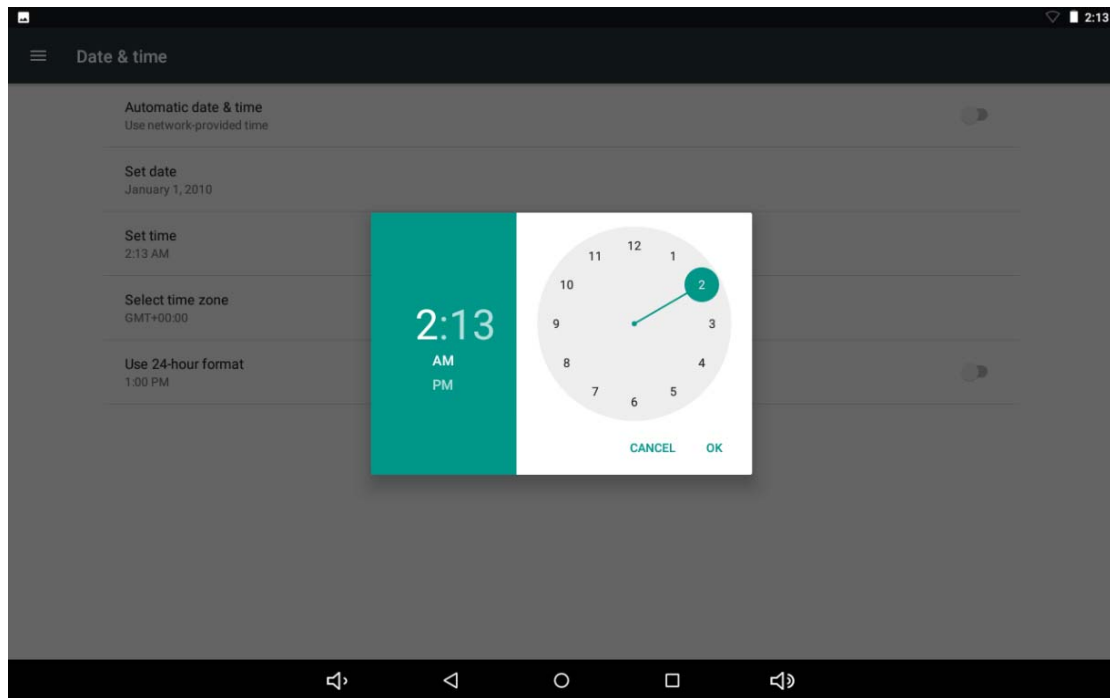 2:13
Date & time
Automatic date & time
Use network-provided time
Set date
January 1, 2010
Set time
2:13 AM
Select time zone
GMT+00:00
Use 24-hour format
1:00 PM
2:13
AM
PM
12
11
1
10
2
9
3
8
4
7
5
6
CANCEL OK